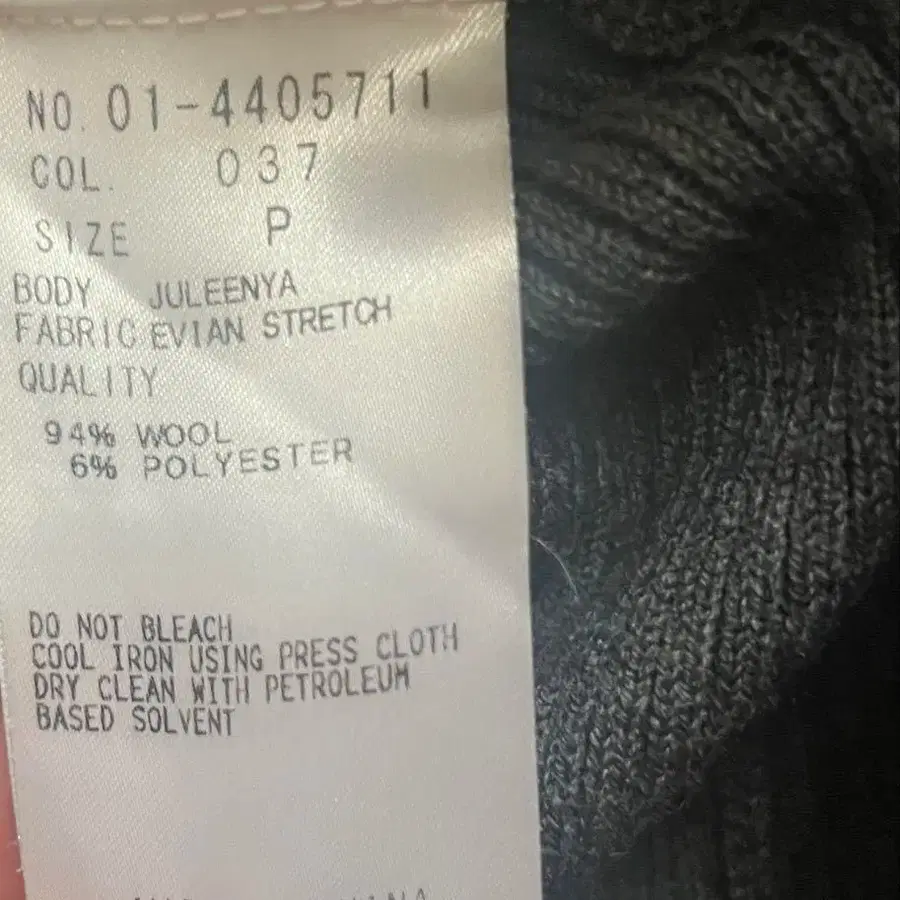 NO. 01-4405711
COL. 037
SIZE P
BODY JULEENYA
FABRIC EVIAN STRETCH
QUALITY
94% WOOL
6% POLYESTER
DO NOT BLEACH
COOL IRON USING PRESS CLOTH
DRY CLEAN WITH PETROLEUM
BASED SOLVENT